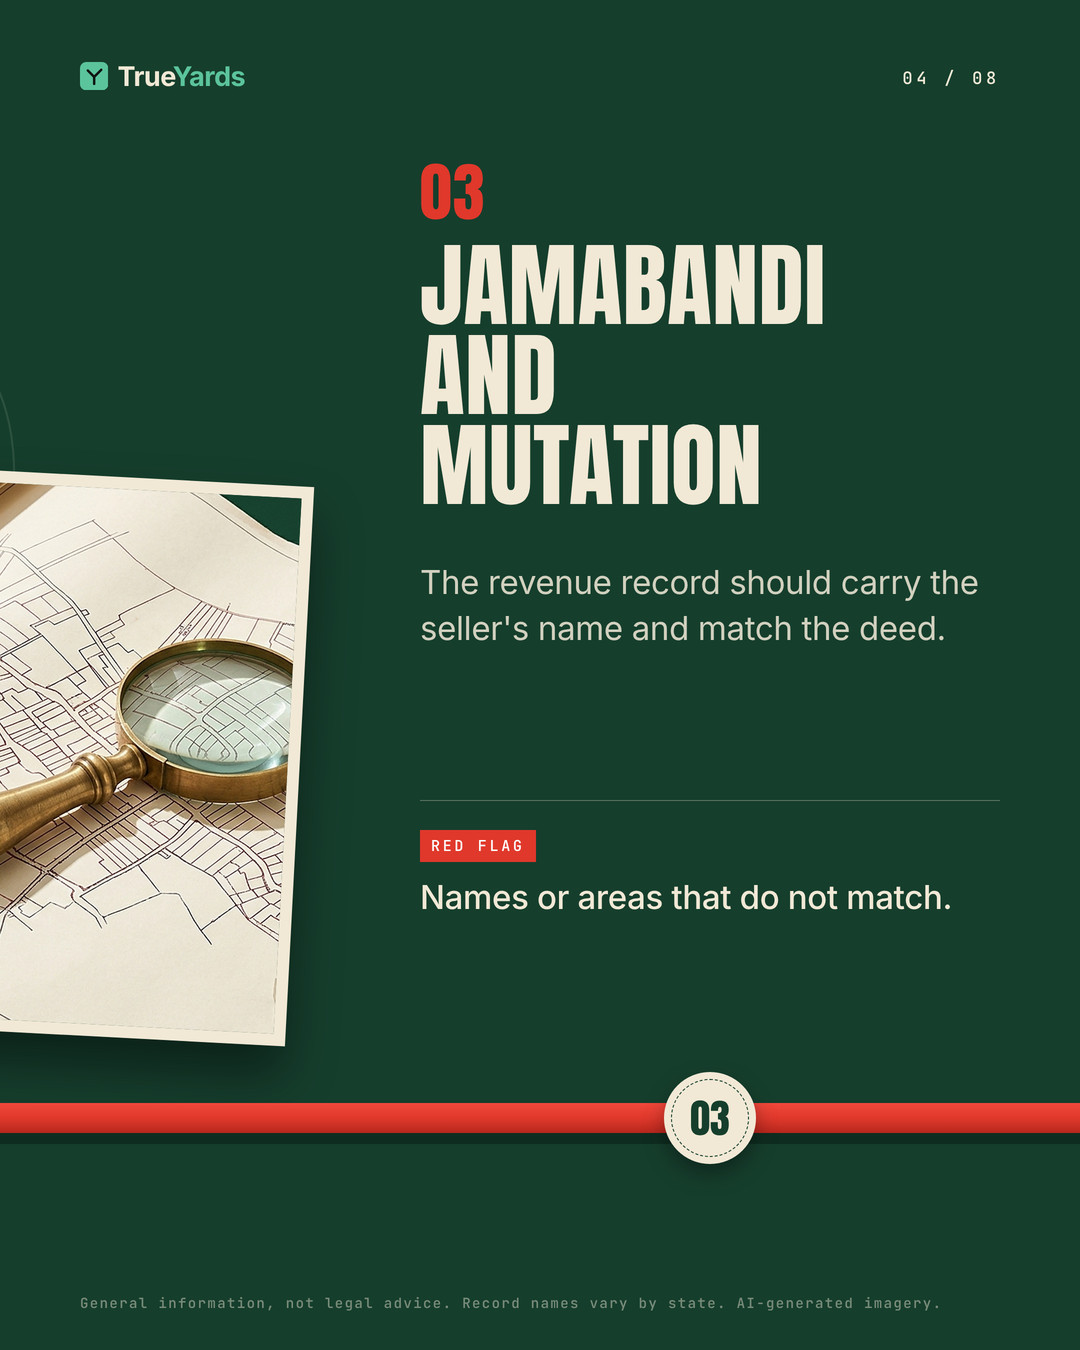 TrueYards
04 / 08
03
JAMABANDI
AND
MUTATION
The revenue record should carry the
seller's name and match the deed.
RED FLAG
Names or areas that do not match.
03
General information, not legal advice. Record names vary by state. AI-generated imagery.